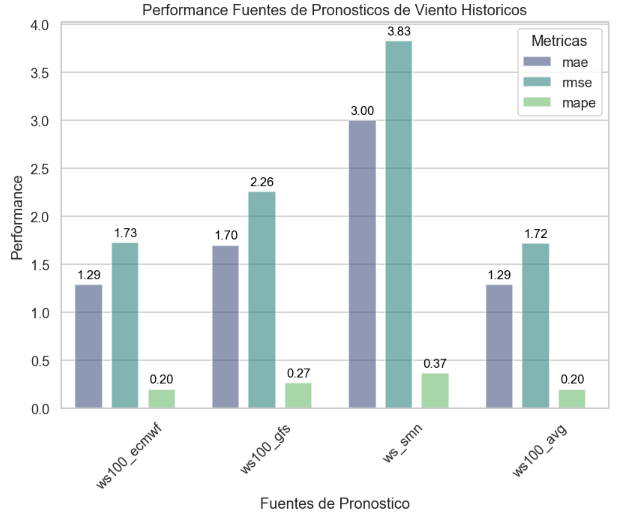 Performance Fuentes de Pronosticos de Viento Historicos
Metricas
mae
rmse
mape
Performance
4.0
3.5
3.0
2.5
2.0
1.5
1.0
0.5
0.0
1.29
1.73
0.20
1.70
2.26
0.27
3.00
3.83
0.37
1.29
1.72
0.20
ws100_ecmwf
ws100_gfs
ws_smn
ws100_avg
Fuentes de Pronostico